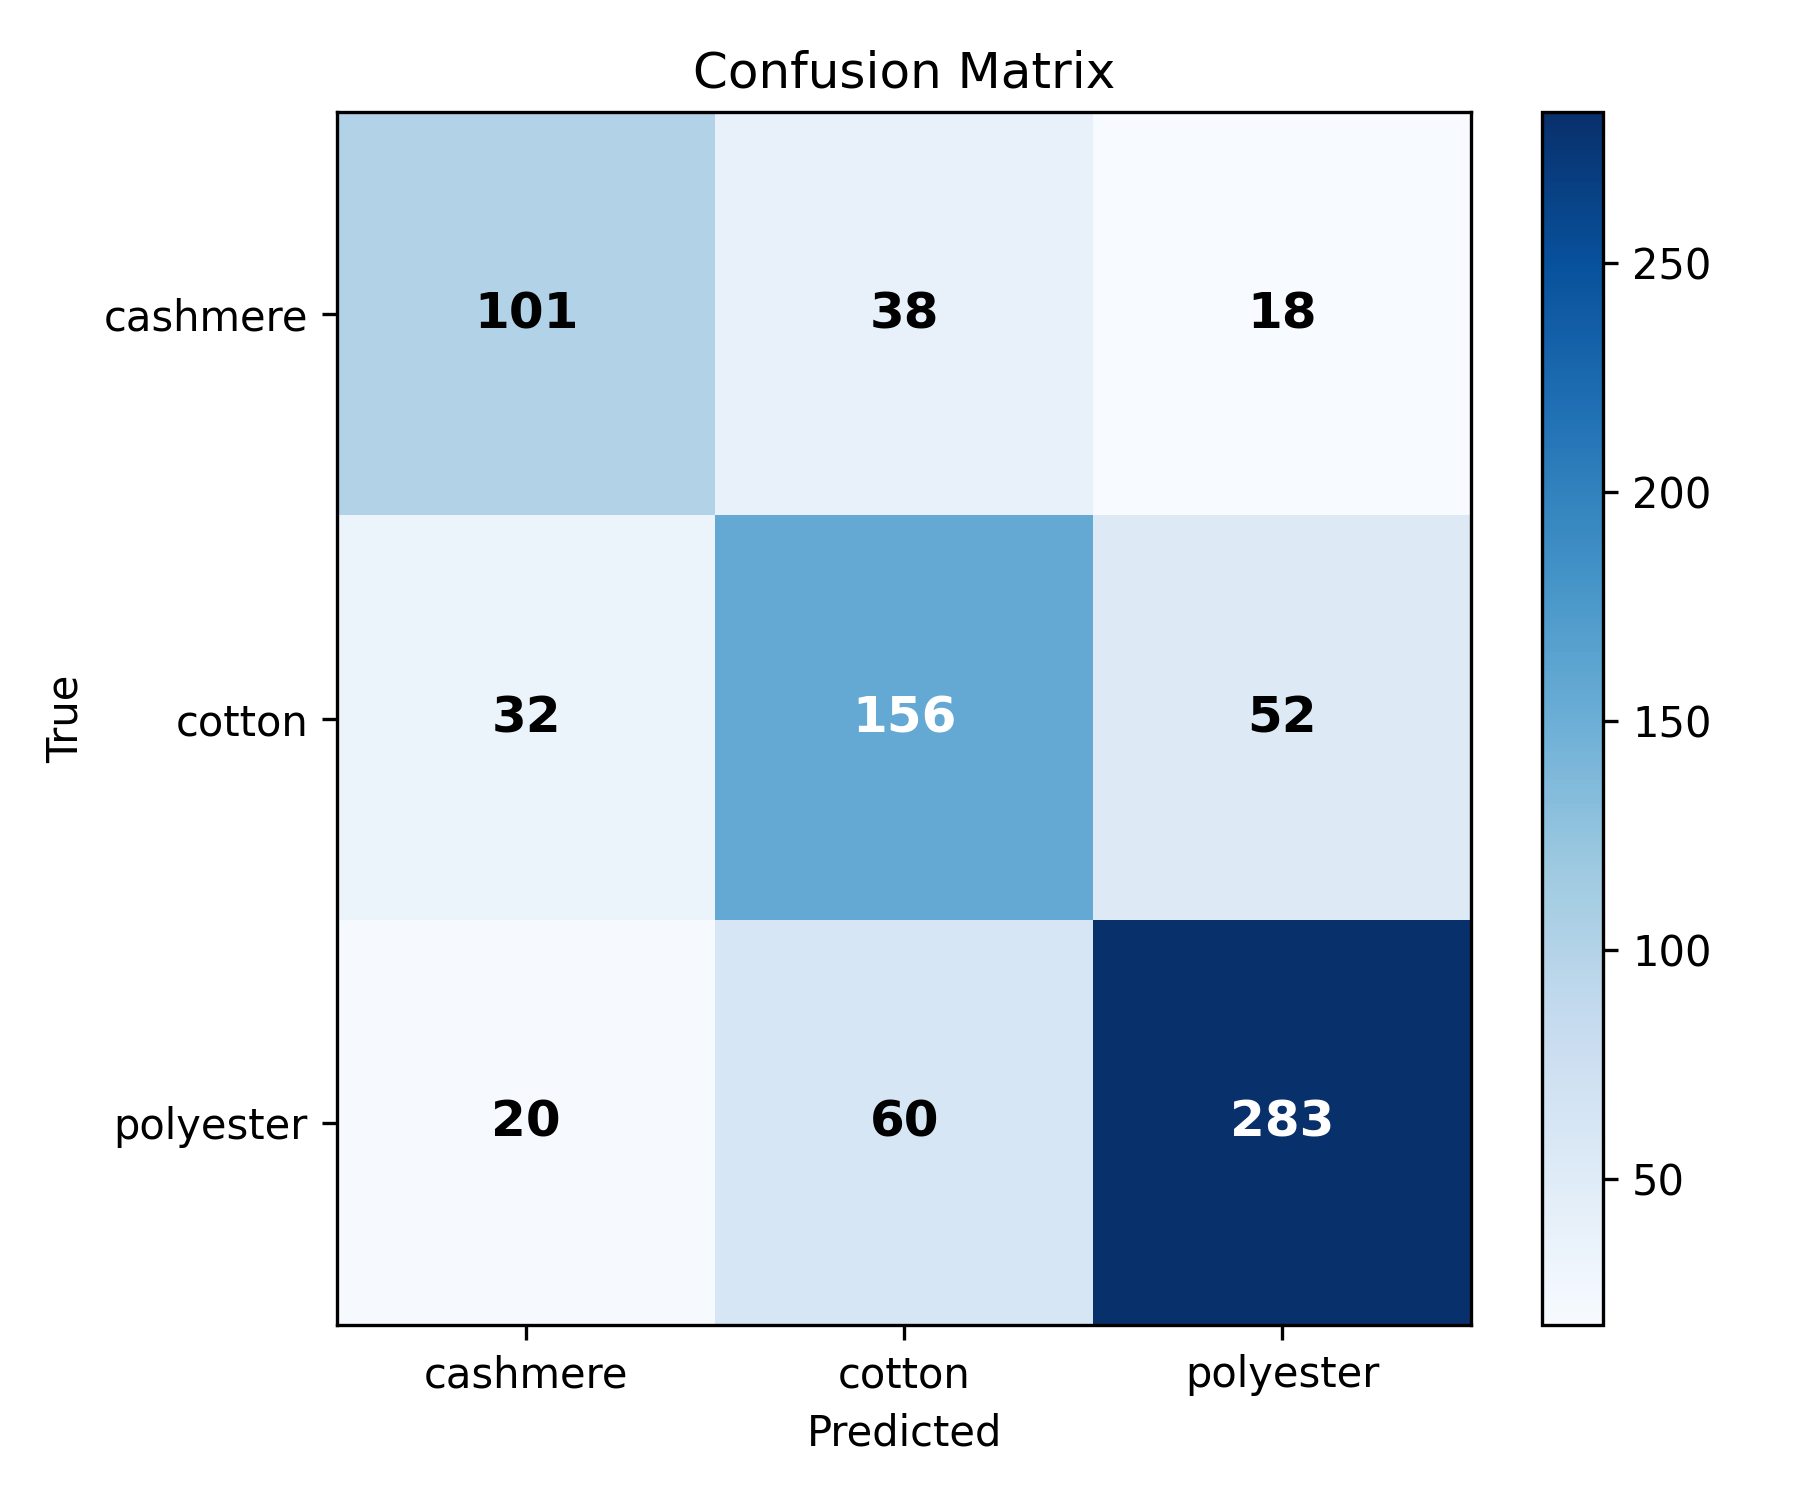 Confusion Matrix
cashmere 101 38 18
cotton 32 156 52
polyester 20 60 283
cashmere cotton polyester
Predicted
True
250
200
150
100
50